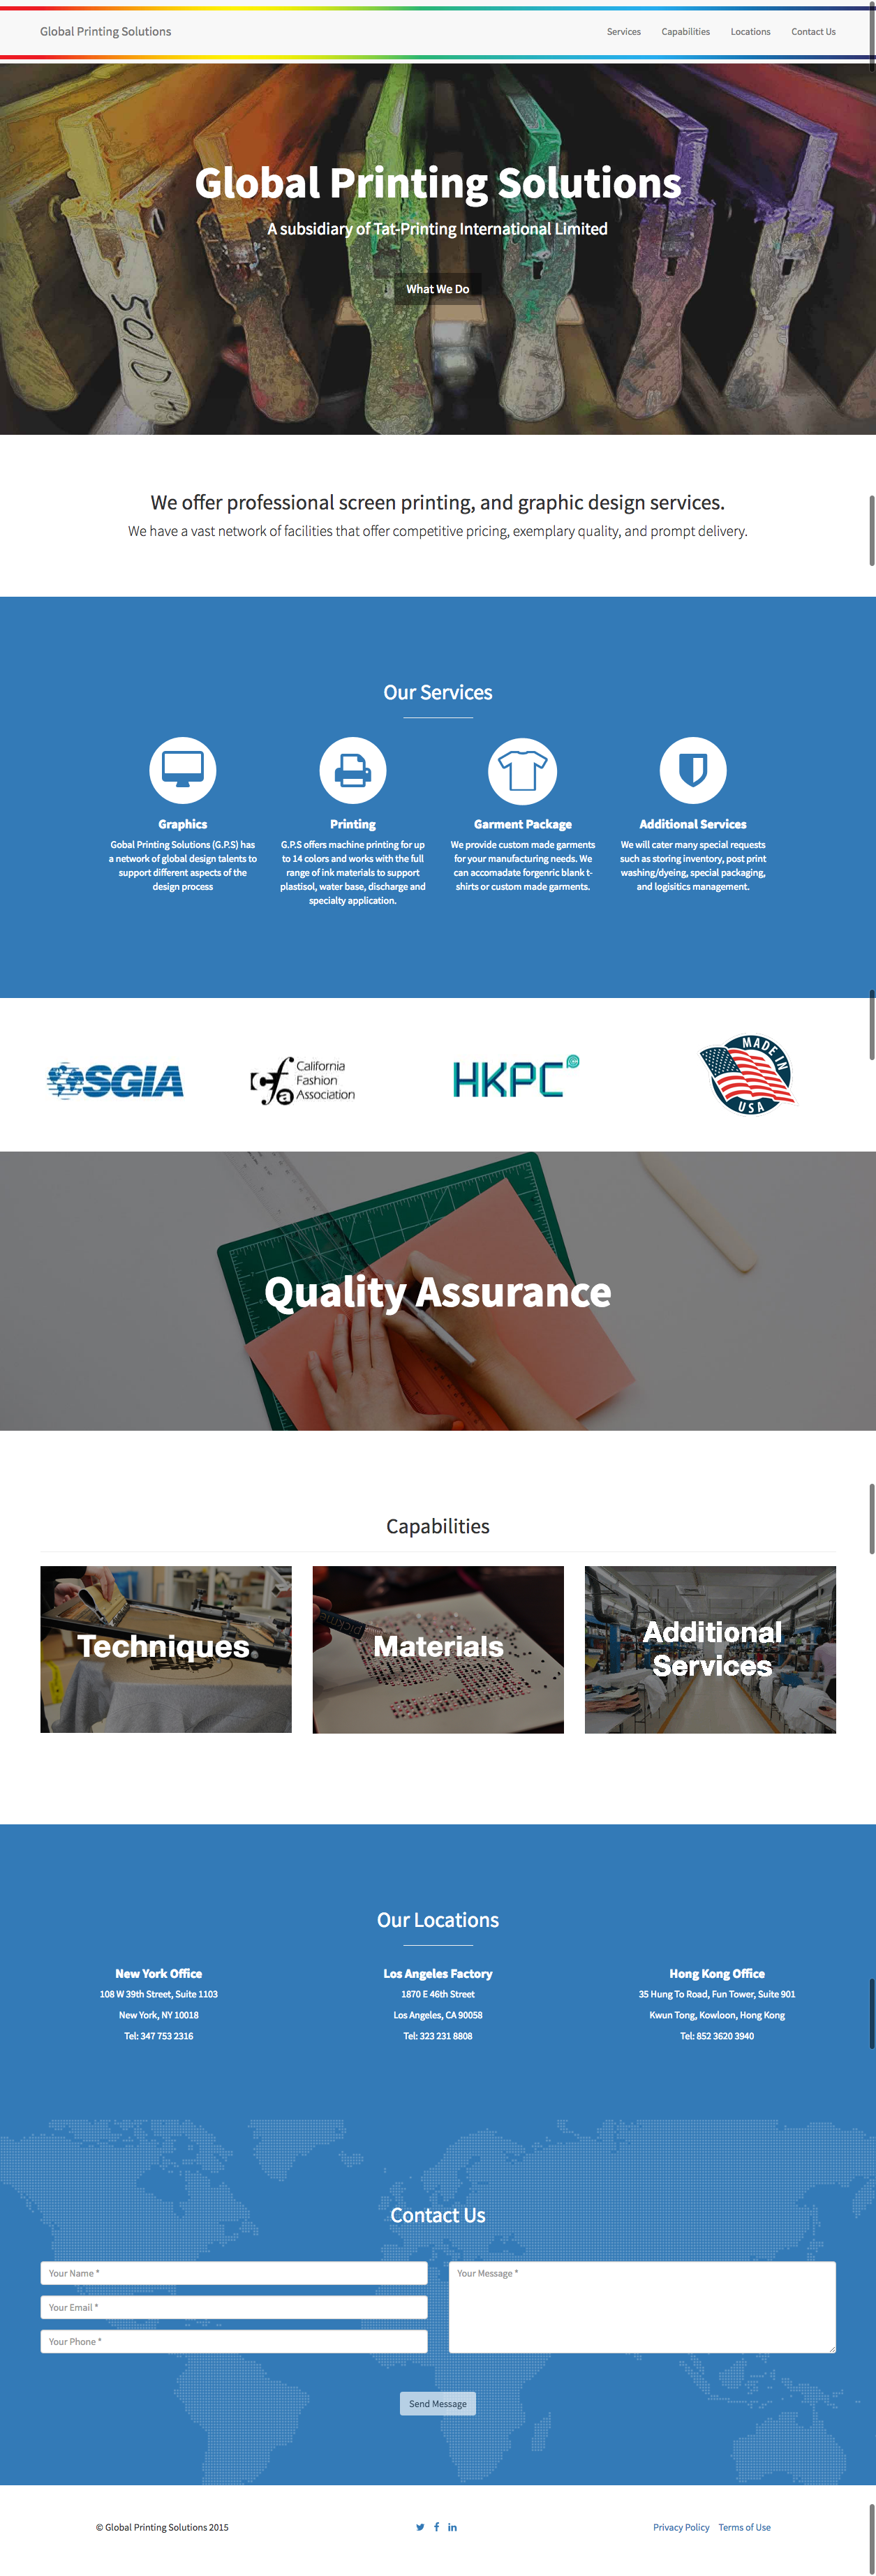 Global Printing Solutions
Services Capabilities Locations Contact Us
Global Printing Solutions
A subsidiary of Tat-Printing International Limited
What We Do
SOLID
We offer professional screen printing, and graphic design services.
We have a vast network of facilities that offer competitive pricing, exemplary quality, and prompt delivery.
Our Services
Graphics
Gobal Printing Solutions (G.P.S) has
a network of global design talents to
support different aspects of the
design process
Printing
G.P.S offers machine printing for up
to 14 colors and works with the full
range of ink materials to support
plastisol, water base, discharge and
specialty application.
Garment Package
We provide custom made garments
for your manufacturing needs. We
can accomadate forgenric blank t-
shirts or custom made garments.
Additional Services
We will cater many special requests
such as storing inventory, post print
washing/dyeing, special packaging,
and logisitics management.
SGIA
cfa
California
Fashion
Association
HKPC
MADE IN
USA
Quality Assurance
Capabilities
Techniques
Materials
Additional
Services
Our Locations
New York Office
108 W 39th Street, Suite 1103
New York, NY 10018
Tel: 347 753 2316
Los Angeles Factory
1870 E 46th Street
Los Angeles, CA 90058
Tel: 323 231 8808
Hong Kong Office
35 Hung To Road, Fun Tower, Suite 901
Kwun Tong, Kowloon, Hong Kong
Tel: 852 3620 3940
Contact Us
Your Name *
Your Email *
Your Phone *
Your Message *
Send Message
© Global Printing Solutions 2015
Privacy Policy Terms of Use